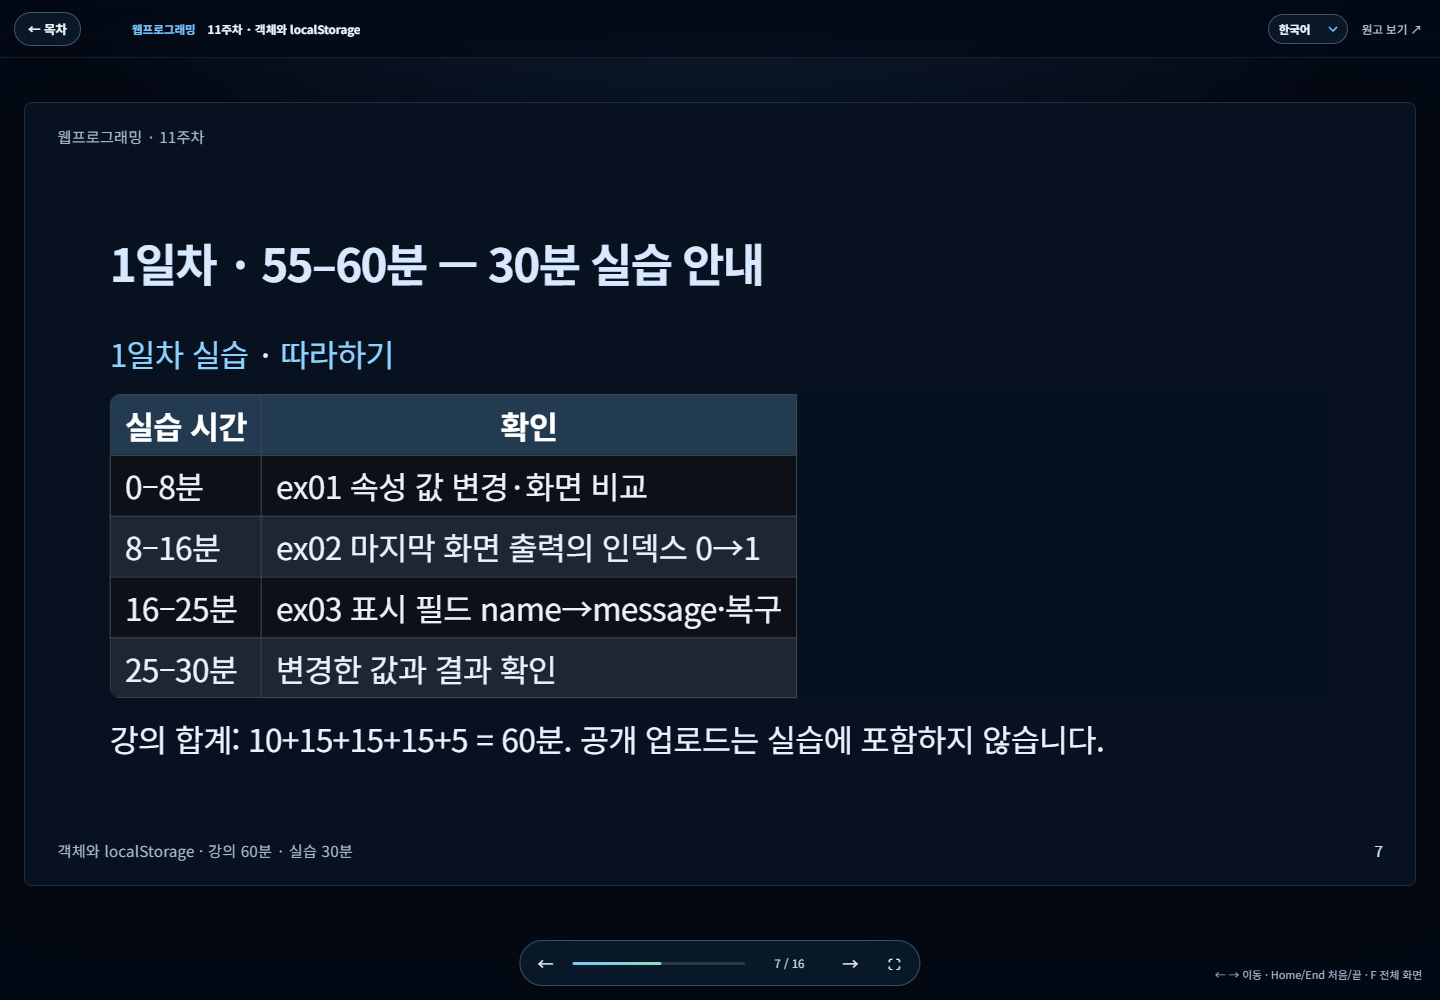 ← 목차
웹프로그래밍 11주차 · 객체와 localStorage
한국어
원고 보기 ↗
웹프로그래밍 · 11주차
1일차 · 55–60분 — 30분 실습 안내
1일차 실습 · 따라하기
실습 시간 확인
0–8분 ex01 속성 값 변경·화면 비교
8–16분 ex02 마지막 화면 출력의 인덱스 0→1
16–25분 ex03 표시 필드 name→message·복구
25–30분 변경한 값과 결과 확인
강의 합계: 10+15+15+15+5 = 60분. 공개 업로드는 실습에 포함하지 않습니다.
객체와 localStorage · 강의 60분 · 실습 30분
7
← 7 / 16 →
← → 이동 · Home/End 처음/끝 · F 전체 화면